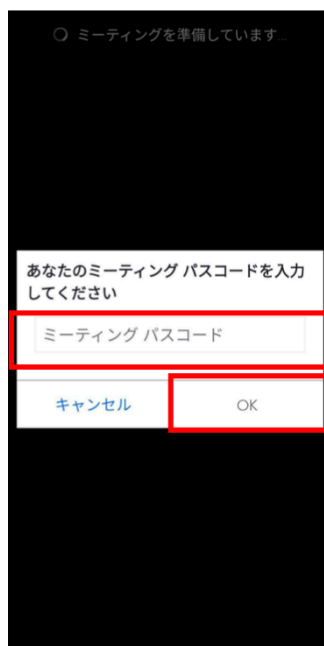 ミーティングを準備しています...
あなたのミーティング パスコードを入力
してください
ミーティング パスコード
キャンセル
OK